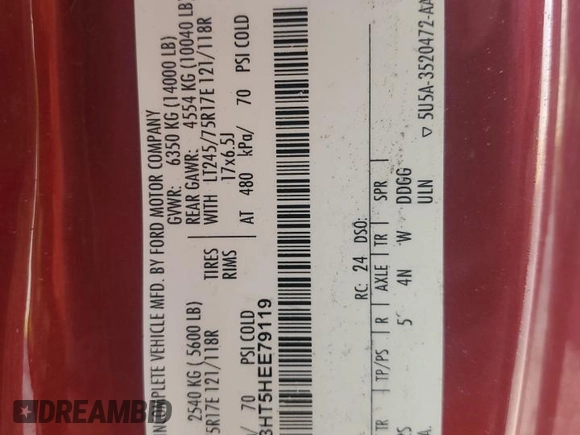 INCOMPLETE VEHICLE MFD. BY FORD MOTOR COMPANY
GVWR: 6350 KG (14000 LB)
2540 KG ( 5600 LB) REAR GAWR: 4554 KG (10040 LB
5R17E 121/118R TIRES WITH LT245/75R17E 121/118R
RIMS 17x6.5J
/ 70 PSI COLD AT 480 kPa/ 70 PSI COLD
HT5HEE79119
RC: 24 DSO:
TR TP/PS R AXLE TR SPR
5 4N W DDGG
ULN
▽ 5U5A-3520472-AA
DREAMBID